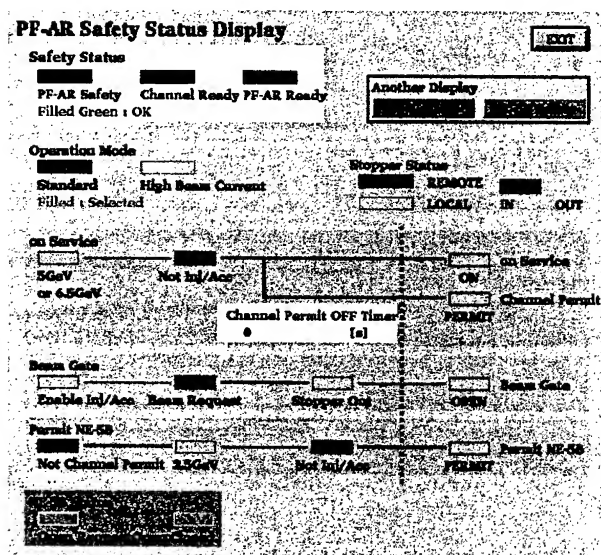 PF-AR Safety Status Display
EXIT
Safety Status
PF-AR Safety Channel Ready PF-AR Ready
Filled Green : OK
Another Display
Operation Mode
Standard High Beam Current
Filled : Selected
Stopper Status
REMOTE
LOCAL IN OUT
on Service
5GeV
or 6.5GeV
Not Inj/Acc
on Service
ON
Channel Permit
PERMIT
Channel Permit OFF Timer
0 [s]
Beam Gate
Enable Inj/Acc Beam Request Stopper Out OPEN Beam Gate
Permit NE-5B
Not Channel Permit 2.5GeV Not Inj/Acc PERMIT Permit NE-5B